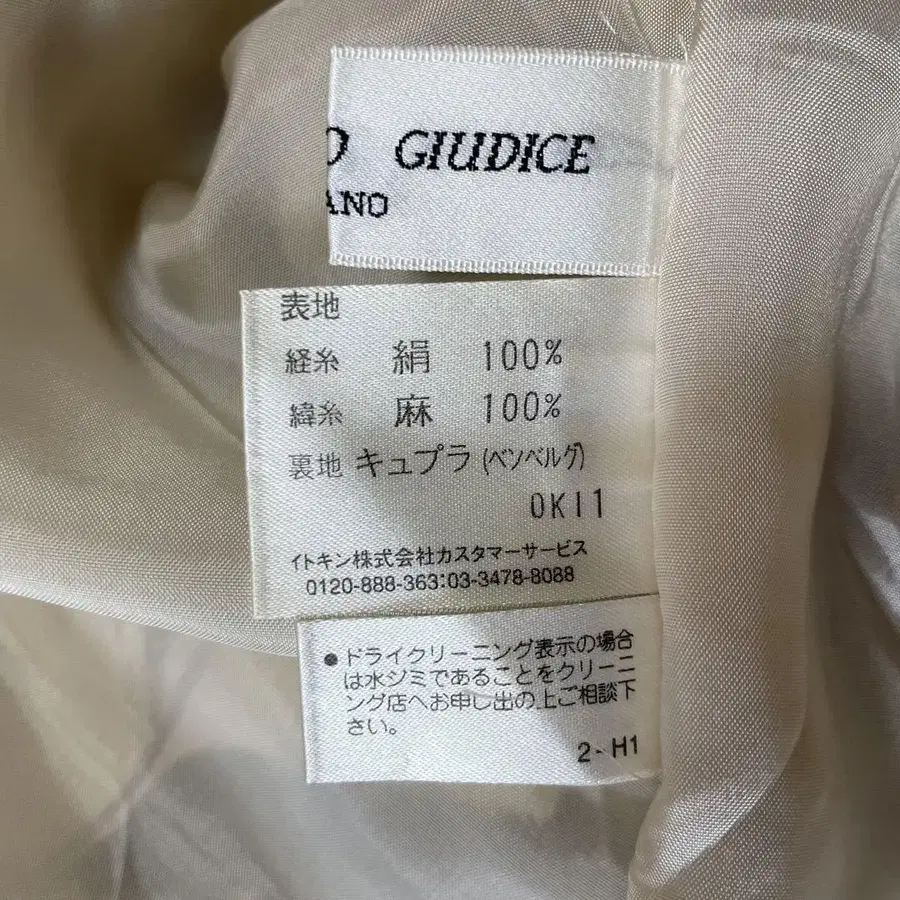 O GIUDICE
ANO
表地
経糸 絹 100%
緯糸 麻 100%
裏地 キュプラ(ベンベルグ)
OKI1
イトキン株式会社カスタマーサービス
0120-888-363:03-3478-8088
●ドライクリーニング表示の場合
は水ジミであることをクリーニ
ング店へお申し出の上ご相談下
さい。
2-H1